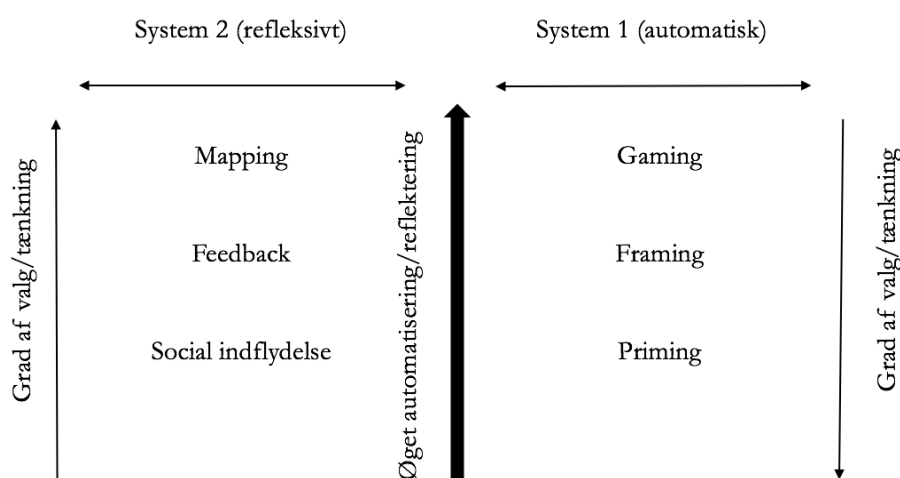 System 2 (refleksivt)
System 1 (automatisk)
Grad af valg/tænkning
Mapping
Feedback
Social indflydelse
Øget automatisering/reflektering
Gaming
Framing
Priming
Grad af valg/tænkning